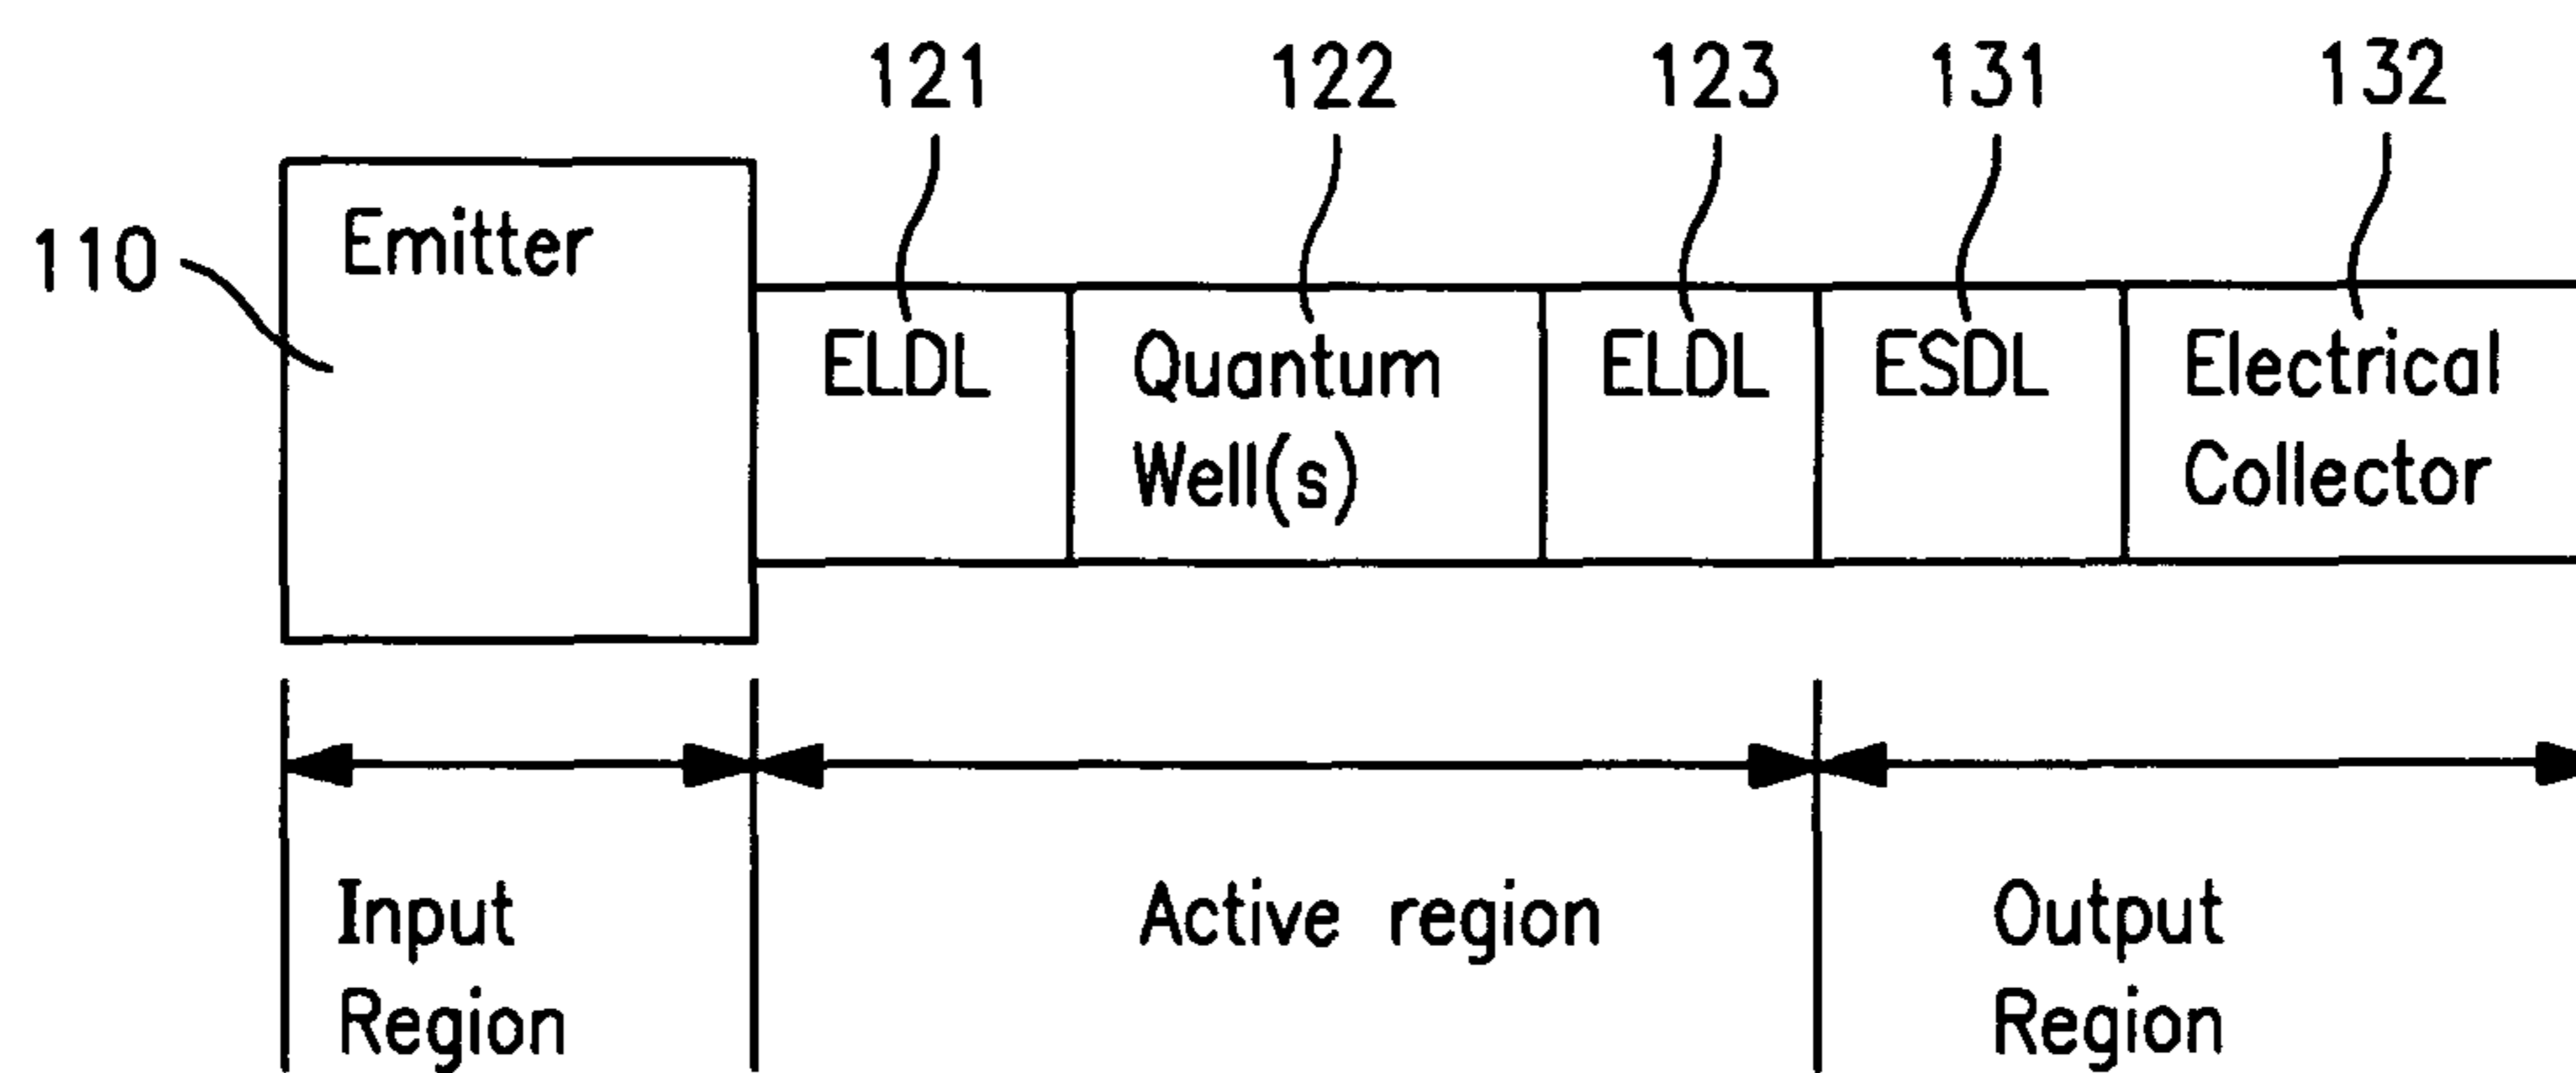 121 122 123 131 132
110 Emitter
ELDL Quantum Well(s) ELDL ESDL Electrical Collector
Input Region
Active region
Output Region